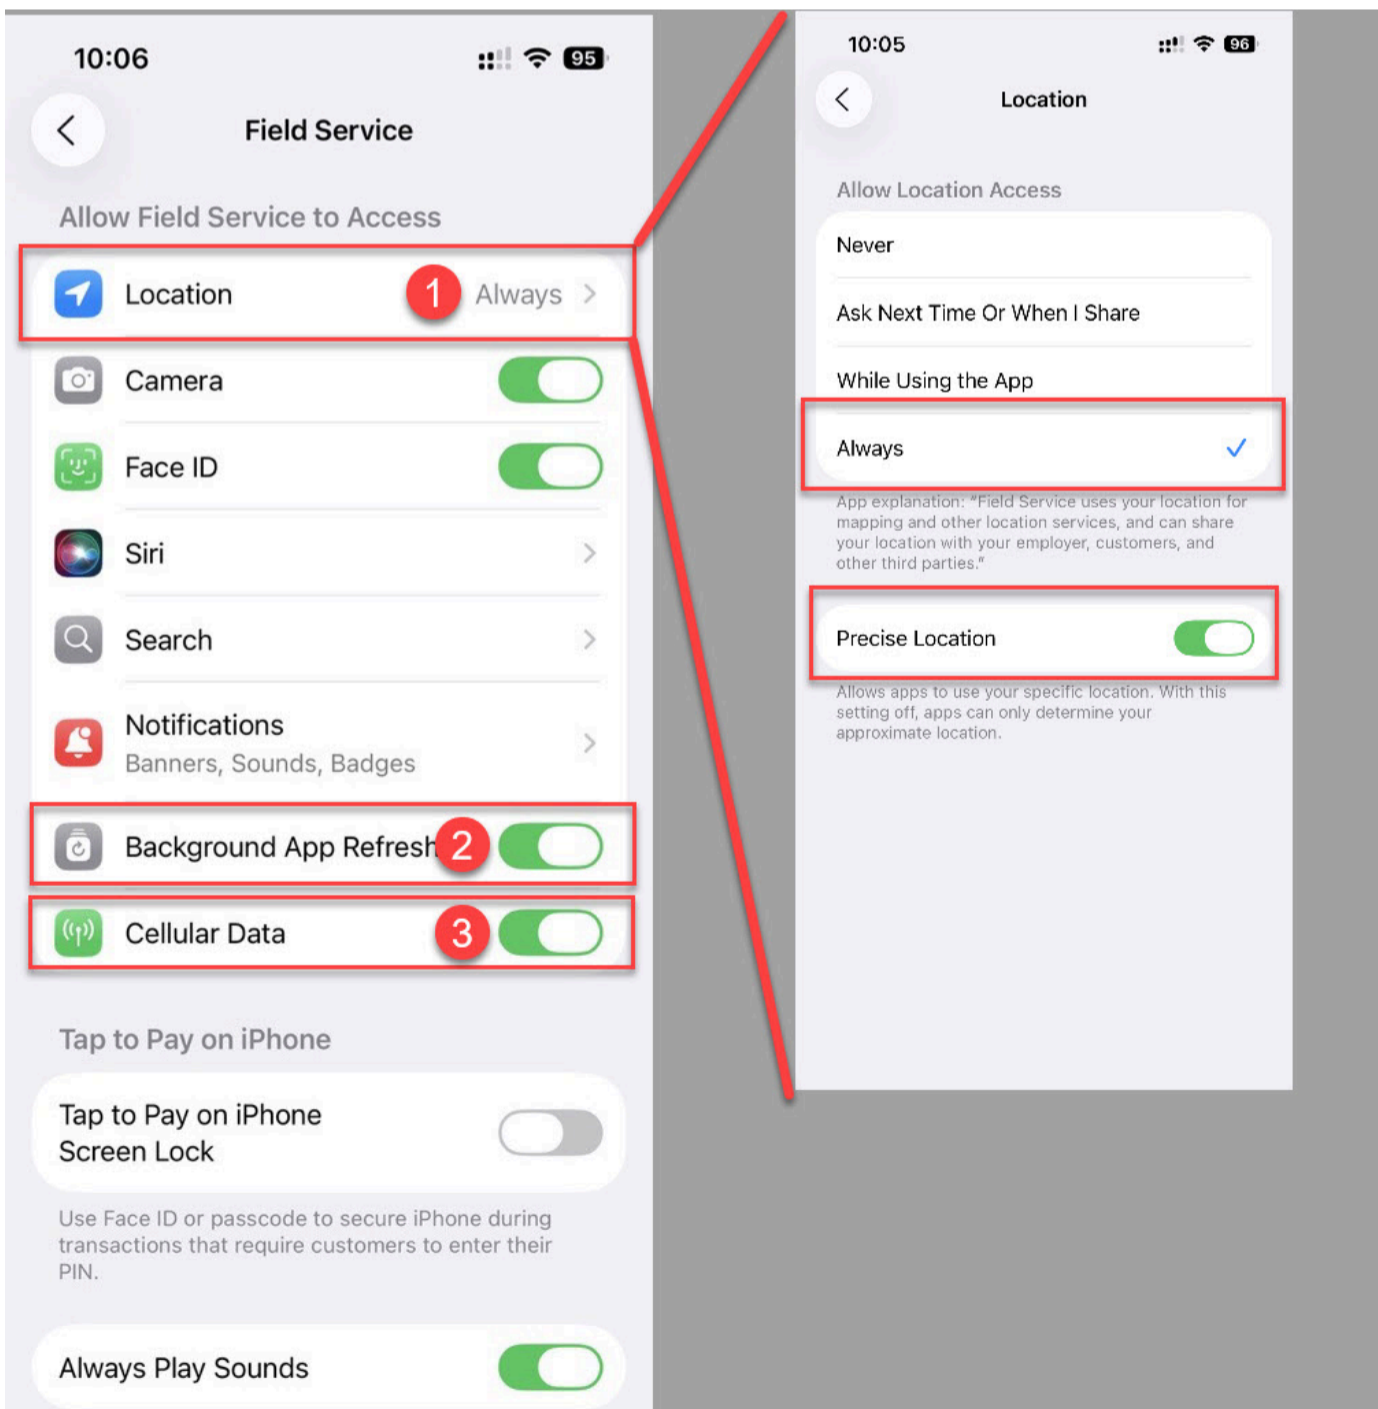 10:06
95
Field Service
Allow Field Service to Access
Location
1
Always
Camera
Face ID
Siri
Search
Notifications
Banners, Sounds, Badges
Background App Refresh
2
Cellular Data
3
Tap to Pay on iPhone
Tap to Pay on iPhone
Screen Lock
Use Face ID or passcode to secure iPhone during
transactions that require customers to enter their
PIN.
Always Play Sounds
10:05
96
Location
Allow Location Access
Never
Ask Next Time Or When I Share
While Using the App
Always
App explanation: “Field Service uses your location for
mapping and other location services, and can share
your location with your employer, customers, and
other third parties.”
Precise Location
Allows apps to use your specific location. With this
setting off, apps can only determine your
approximate location.